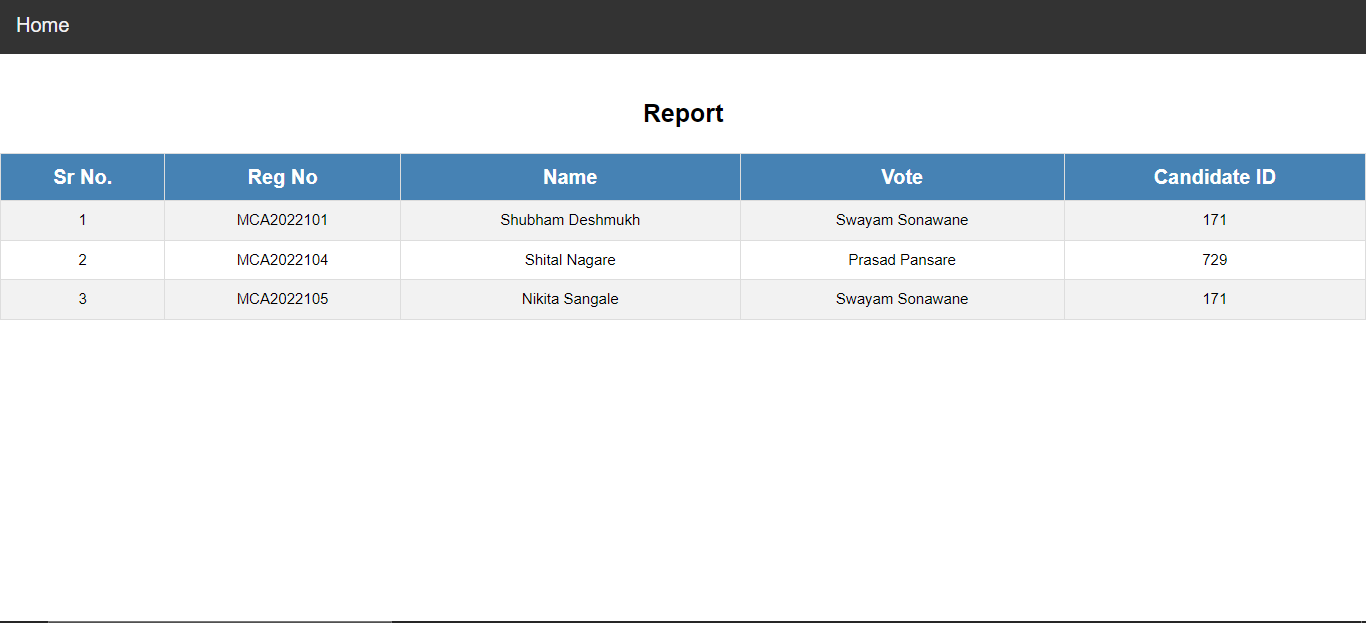 Home
Report
Sr No. Reg No Name Vote Candidate ID
1 MCA2022101 Shubham Deshmukh Swayam Sonawane 171
2 MCA2022104 Shital Nagare Prasad Pansare 729
3 MCA2022105 Nikita Sangale Swayam Sonawane 171